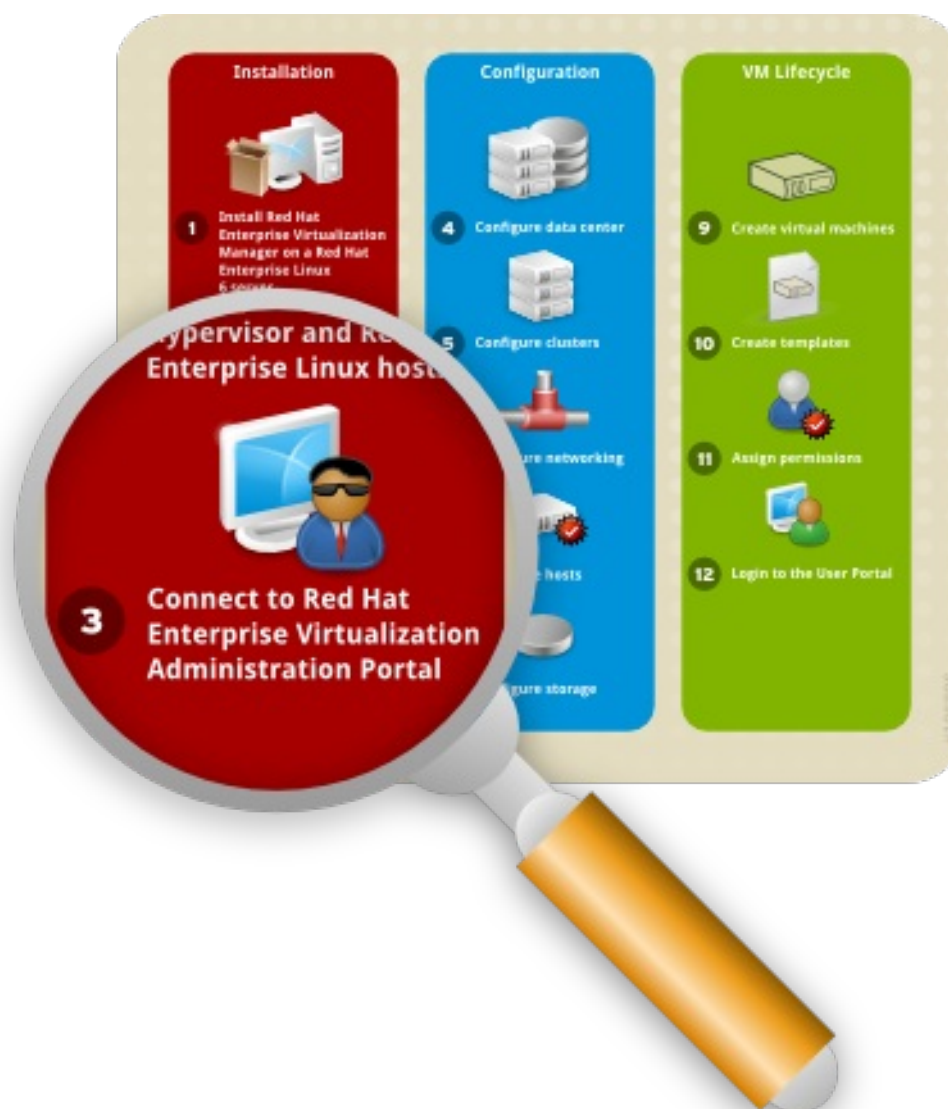 Installation
1
Install Red Hat
Enterprise Virtualization
Manager on a Red Hat
Enterprise Linux
6 server
ypervisor and Re
Enterprise Linux host
3
Connect to Red Hat
Enterprise Virtualization
Administration Portal
Configuration
4 Configure data center
5 Configure clusters
ure networking
hosts
gure storage
VM Lifecycle
9 Create virtual machines
10 Create templates
11 Assign permissions
12 Login to the User Portal